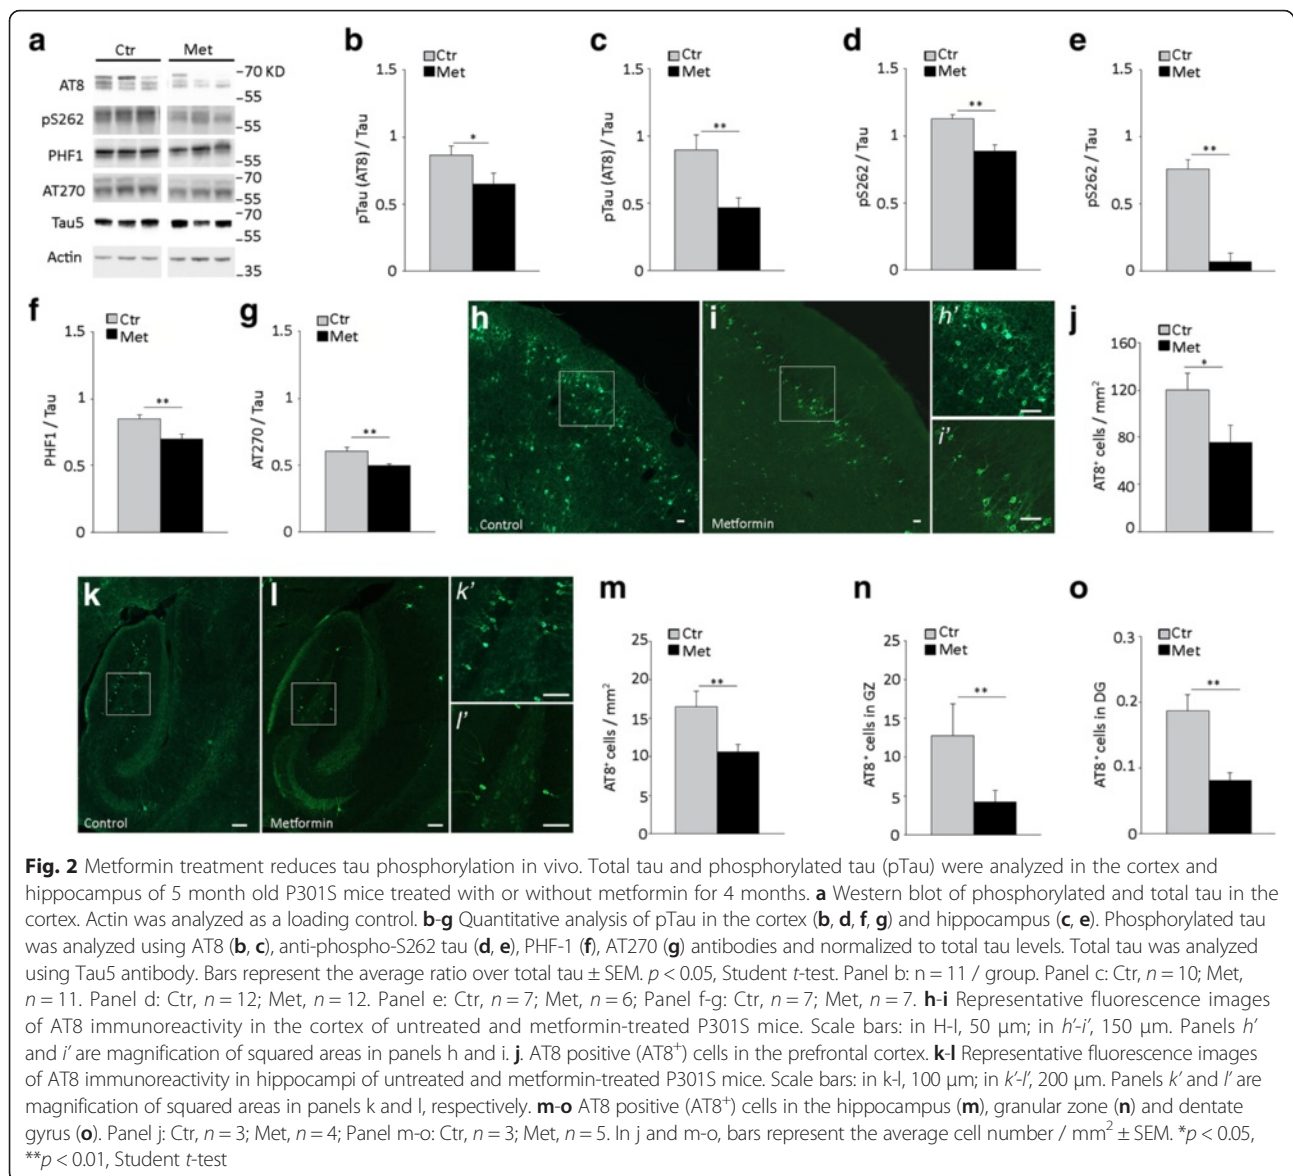 a
Ctr
Met
AT8
70 KD
55
pS262
55
PHF1
55
AT270
70
55
Tau5
70
55
Actin
35
b
Ctr
Met
pTau (AT8) / Tau
1.5
1
0.5
0
*
c
Ctr
Met
pTau (AT8) / Tau
1.5
1
0.5
0
**
d
Ctr
Met
pS262 / Tau
1.5
1
0.5
0
**
e
Ctr
Met
pS262 / Tau
1.5
1
0.5
0
**
f
Ctr
Met
PHF1 / Tau
1.5
1
0.5
0
**
g
Ctr
Met
AT270 / Tau
1.5
1
0.5
0
**
h
Control
i
Metformin
h'
i'
j
Ctr
Met
AT8⁺ cells / mm²
160
120
80
40
0
*
k
Control
l
Metformin
k'
l'
m
Ctr
Met
AT8⁺ cells / mm²
25
20
15
10
5
0
**
n
Ctr
Met
AT8⁺ cells in GZ
25
20
15
10
5
0
**
o
Ctr
Met
AT8⁺ cells in DG
0.3
0.2
0.1
0
**
Fig. 2 Metformin treatment reduces tau phosphorylation in vivo. Total tau and phosphorylated tau (pTau) were analyzed in the cortex and
hippocampus of 5 month old P301S mice treated with or without metformin for 4 months. a Western blot of phosphorylated and total tau in the
cortex. Actin was analyzed as a loading control. b-g Quantitative analysis of pTau in the cortex (b, d, f, g) and hippocampus (c, e). Phosphorylated tau
was analyzed using AT8 (b, c), anti-phospho-S262 tau (d, e), PHF-1 (f), AT270 (g) antibodies and normalized to total tau levels. Total tau was analyzed
using Tau5 antibody. Bars represent the average ratio over total tau ± SEM. p < 0.05, Student t-test. Panel b: n = 11 / group. Panel c: Ctr, n = 10; Met,
n = 11. Panel d: Ctr, n = 12; Met, n = 12. Panel e: Ctr, n = 7; Met, n = 6; Panel f-g: Ctr, n = 7; Met, n = 7. h-i Representative fluorescence images
of AT8 immunoreactivity in the cortex of untreated and metformin-treated P301S mice. Scale bars: in H-I, 50 µm; in h'-i', 150 µm. Panels h'
and i' are magnification of squared areas in panels h and i. j. AT8 positive (AT8⁺) cells in the prefrontal cortex. k-l Representative fluorescence images
of AT8 immunoreactivity in hippocampi of untreated and metformin-treated P301S mice. Scale bars: in k-l, 100 µm; in k'-l', 200 µm. Panels k' and l' are
magnification of squared areas in panels k and l, respectively. m-o AT8 positive (AT8⁺) cells in the hippocampus (m), granular zone (n) and dentate
gyrus (o). Panel j: Ctr, n = 3; Met, n = 4; Panel m-o: Ctr, n = 3; Met, n = 5. In j and m-o, bars represent the average cell number / mm² ± SEM. *p < 0.05,
**p < 0.01, Student t-test